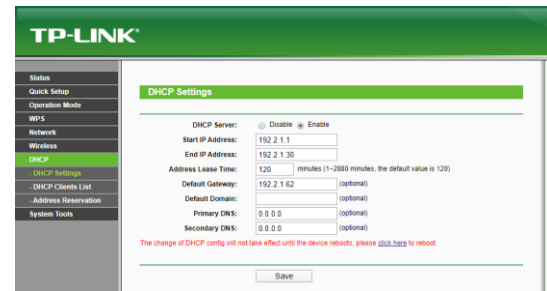 TP-LINK®
Status
Quick Setup
Operation Mode
WPS
Network
Wireless
DHCP
- DHCP Settings
- DHCP Clients List
- Address Reservation
System Tools
DHCP Settings
DHCP Server: Disable Enable
Start IP Address: 192.2.1.1
End IP Address: 192.2.1.30
Address Lease Time: 120 minutes (1~2880 minutes, the default value is 120)
Default Gateway: 192.2.1.62 (optional)
Default Domain: (optional)
Primary DNS: 0.0.0.0 (optional)
Secondary DNS: 0.0.0.0 (optional)
The change of DHCP config will not take effect until the device reboots, please click here to reboot.
Save